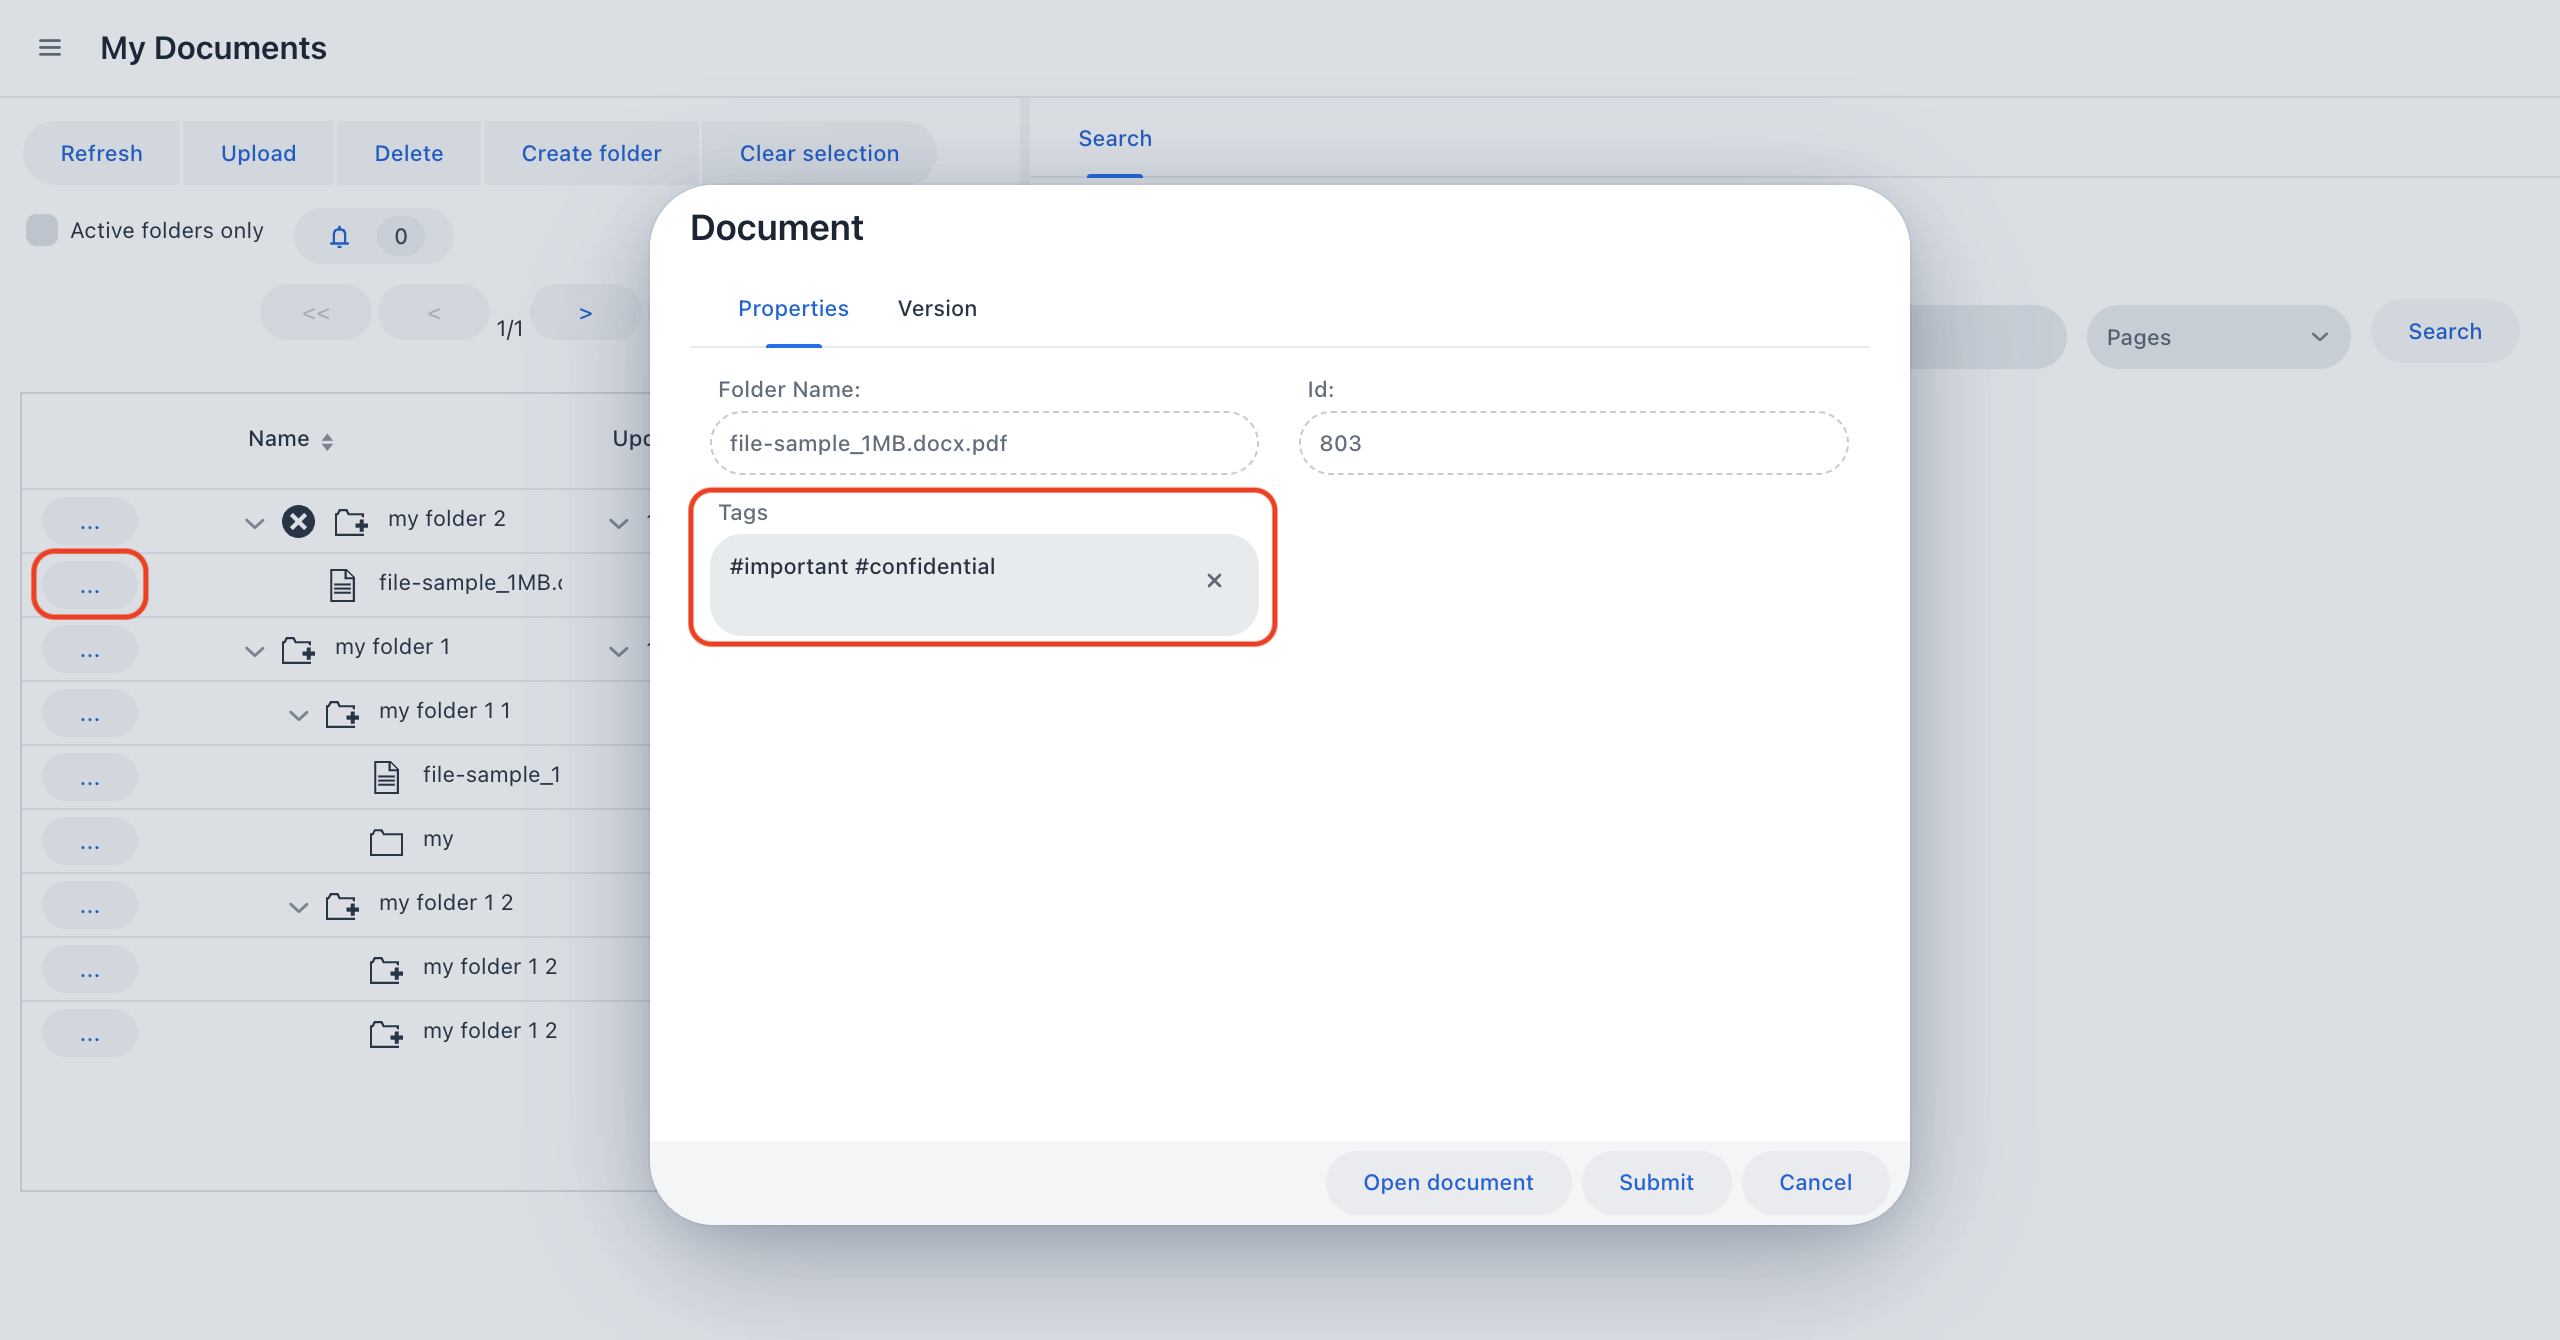 My Documents
Refresh Upload Delete Create folder Clear selection
Search
Active folders only 0
<< < 1/1 >
Pages Search
Name
... my folder 2
... file-sample_1MB.
... my folder 1
... my folder 1 1
... file-sample_1
... my
... my folder 1 2
... my folder 1 2
... my folder 1 2
Document
Properties Version
Folder Name: Id:
file-sample_1MB.docx.pdf 803
Tags
#important #confidential
Open document Submit Cancel